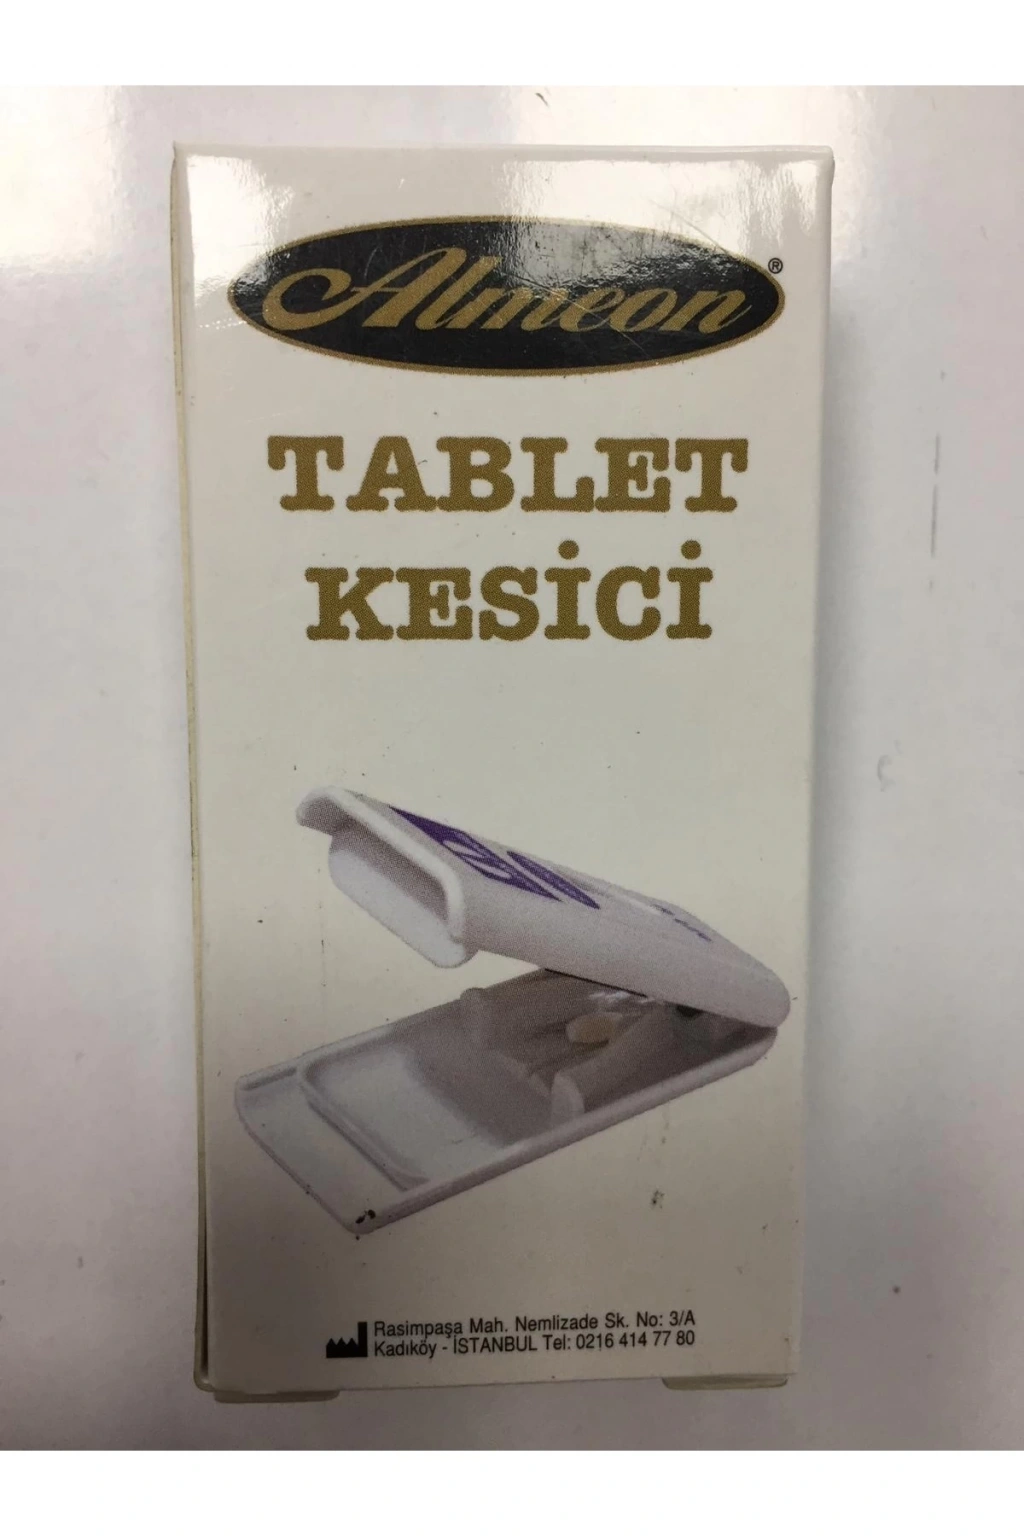 Almeon®
TABLET
KESİCİ
Rasimpaşa Mah. Nemlizade Sk. No: 3/A
Kadıköy - İSTANBUL Tel: 0216 414 77 80